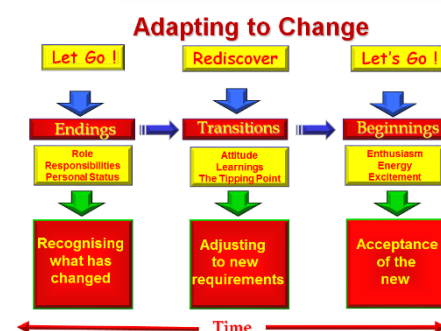 Adapting to Change
Let Go !
Rediscover
Let's Go !
Endings
Transitions
Beginnings
Role
Responsibilities
Personal Status
Attitude
Learnings
The Tipping Point
Enthusiasm
Energy
Excitement
Recognising
what has
changed
Adjusting
to new
requirements
Acceptance
of the
new
Time